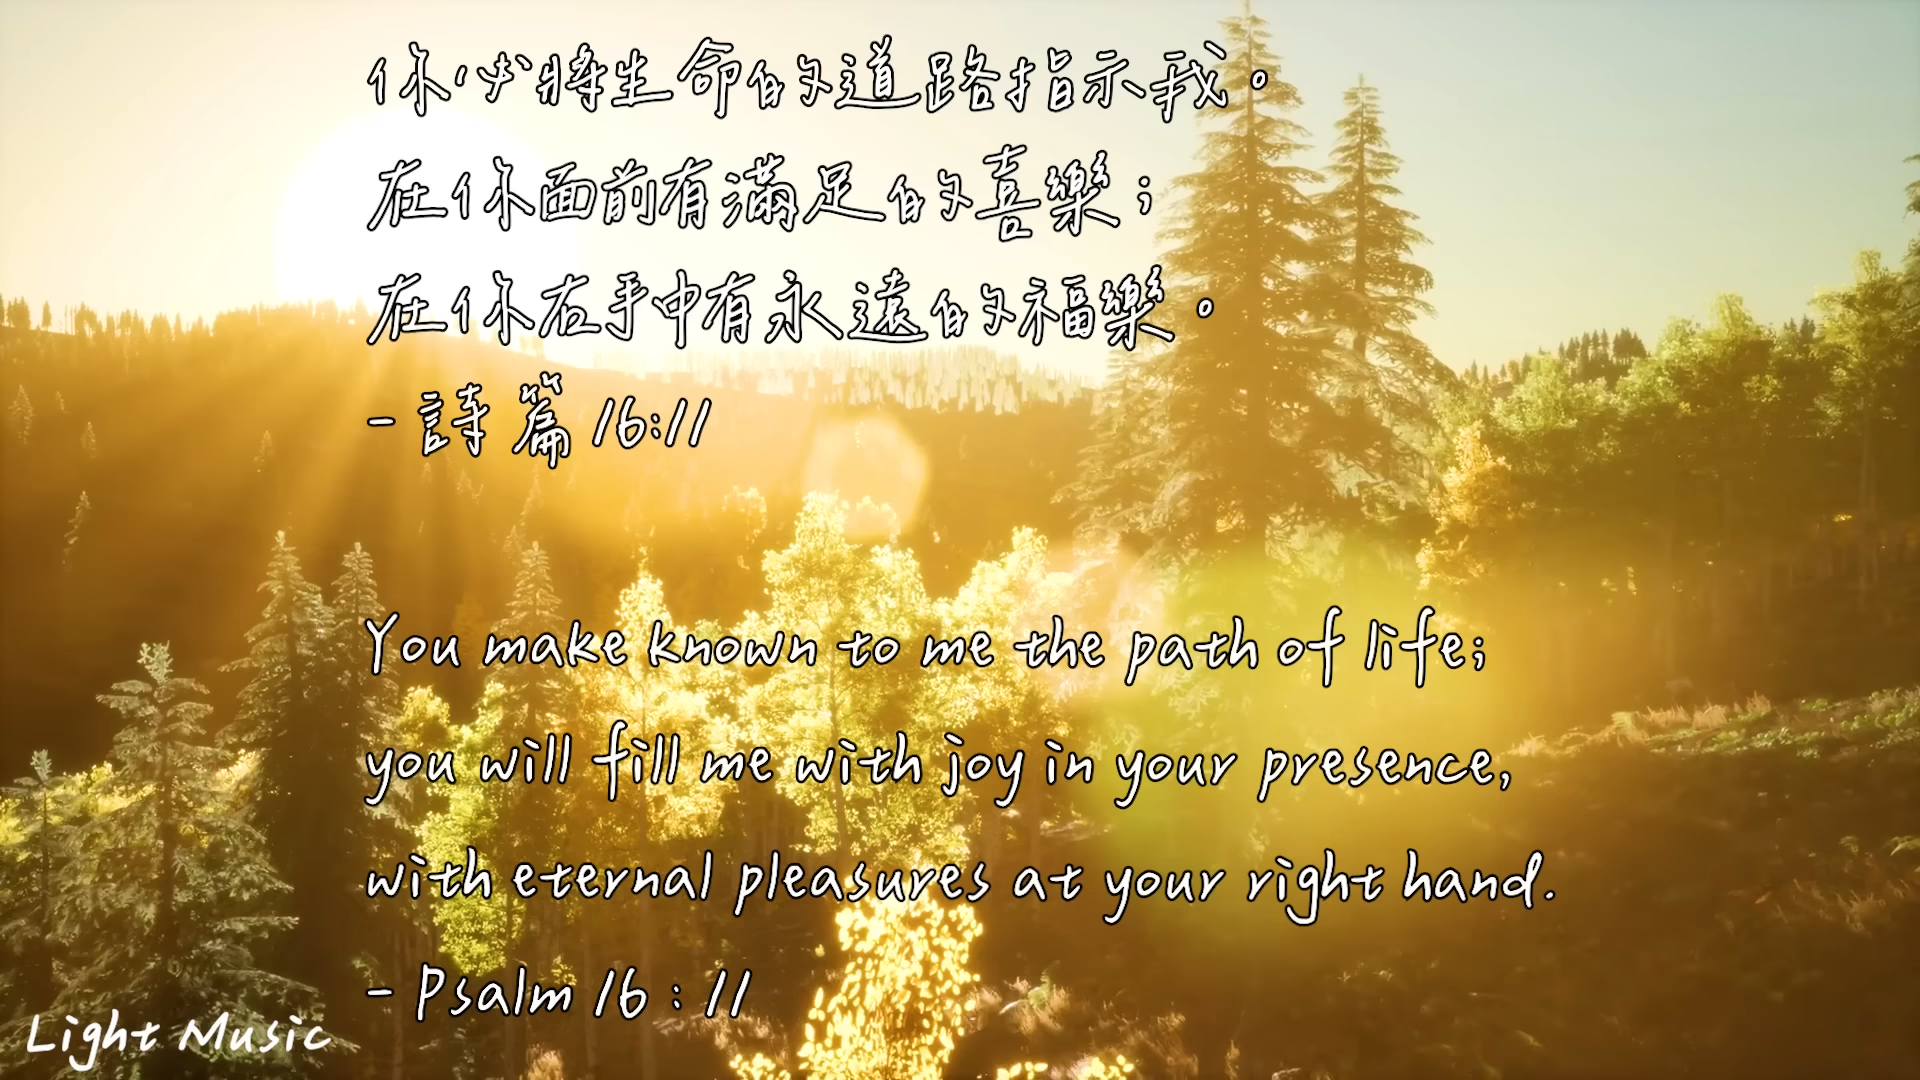 你必將生命的道路指示我。
在你面前有滿足的喜樂；
在你右手中有永遠的福樂。
- 詩篇 16:11
You make known to me the path of life;
you will fill me with joy in your presence,
with eternal pleasures at your right hand.
- Psalm 16 : 11
Light Music